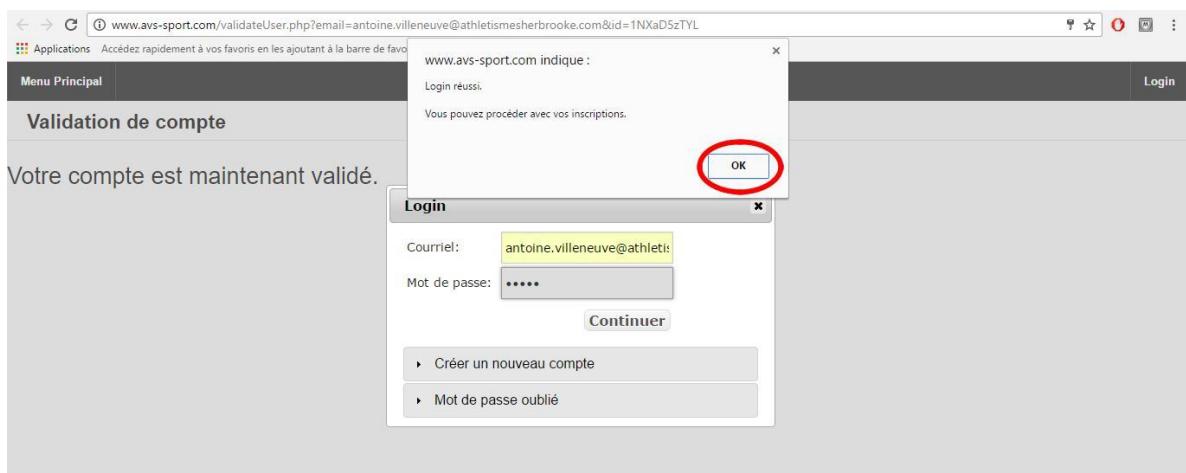 www.avs-sport.com/validateUser.php?email=antoine.villeneuve@athletismesherbrooke.com&id=1NXaD5zTYL
Applications Accédez rapidement à vos favoris en les ajoutant à la barre de favo
www.avs-sport.com indique :
Login réussi.
Vous pouvez procéder avec vos inscriptions.
OK
Menu Principal
Login
Validation de compte
Votre compte est maintenant validé.
Login
Courriel: antoine.villeneuve@athletis
Mot de passe: •••••
Continuer
Créer un nouveau compte
Mot de passe oublié